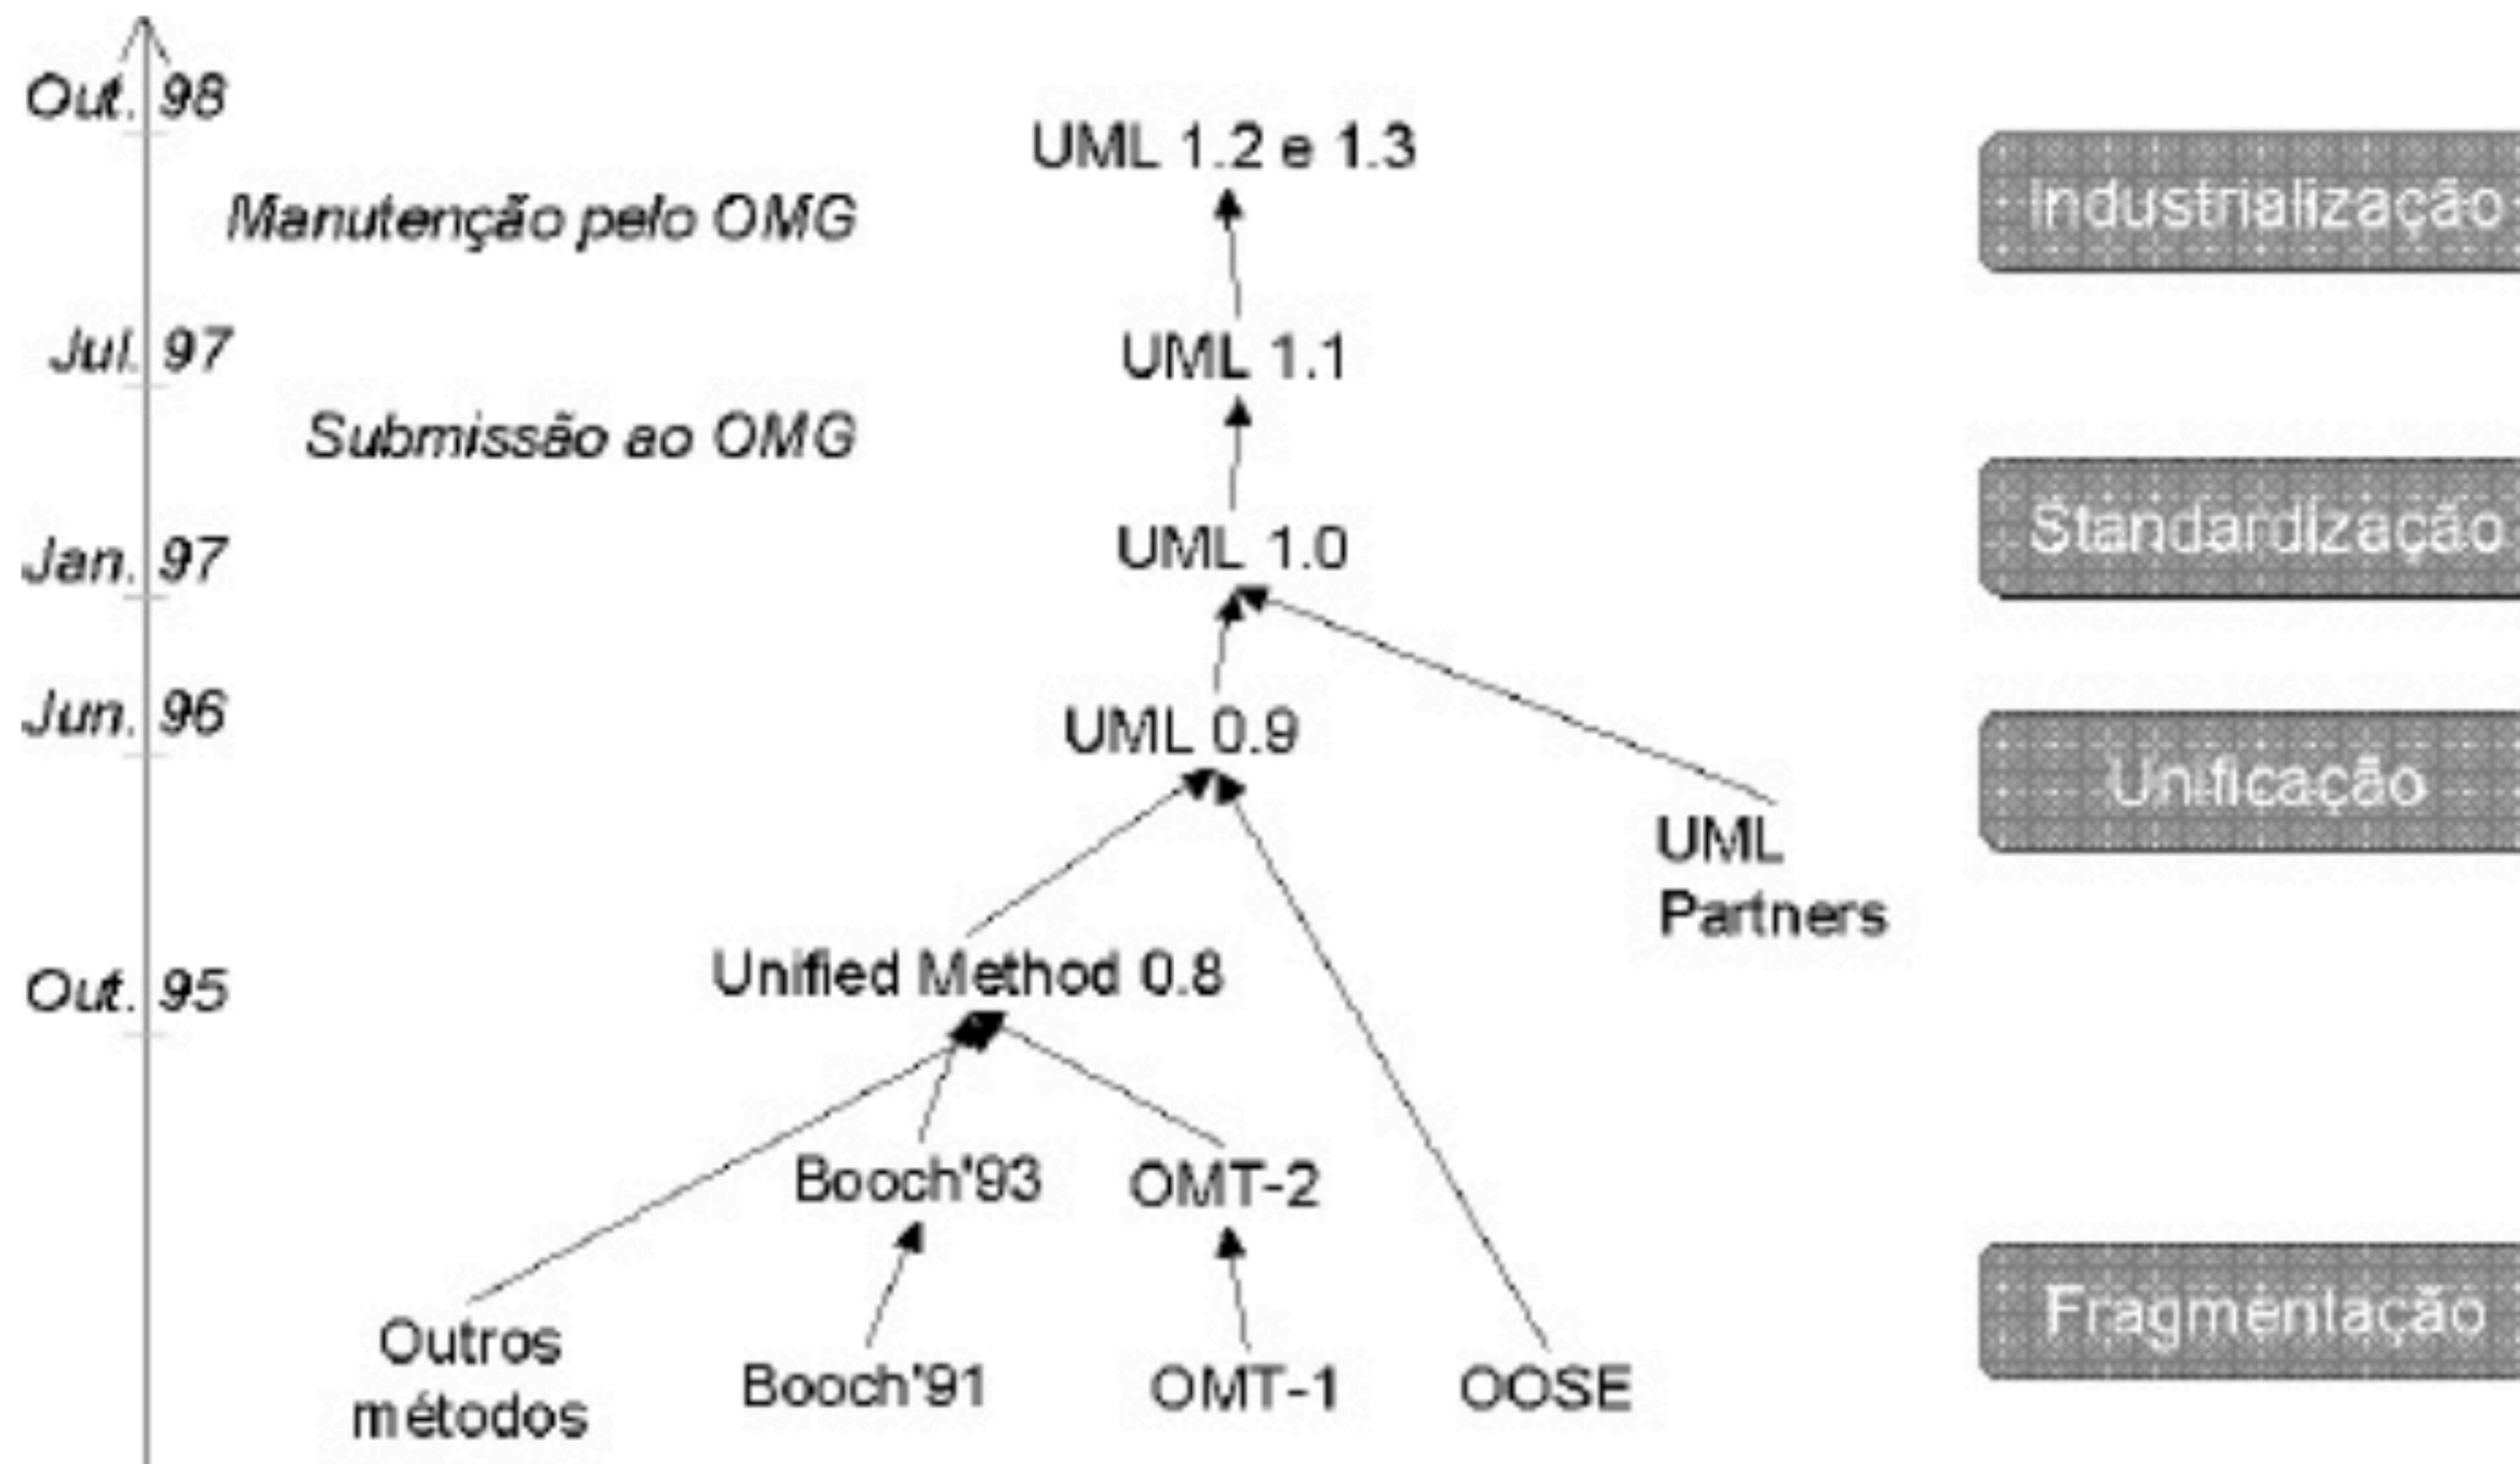 Out. 98
UML 1.2 e 1.3
Industrialização
Manutenção pelo OMG
Jul. 97
UML 1.1
Submissão ao OMG
Standardização
Jan. 97
UML 1.0
Jun. 96
UML 0.9
Unificação
UML
Partners
Out. 95
Unified Method 0.8
Booch'93
OMT-2
Fragmentação
Outros
métodos
Booch'91
OMT-1
OOSE